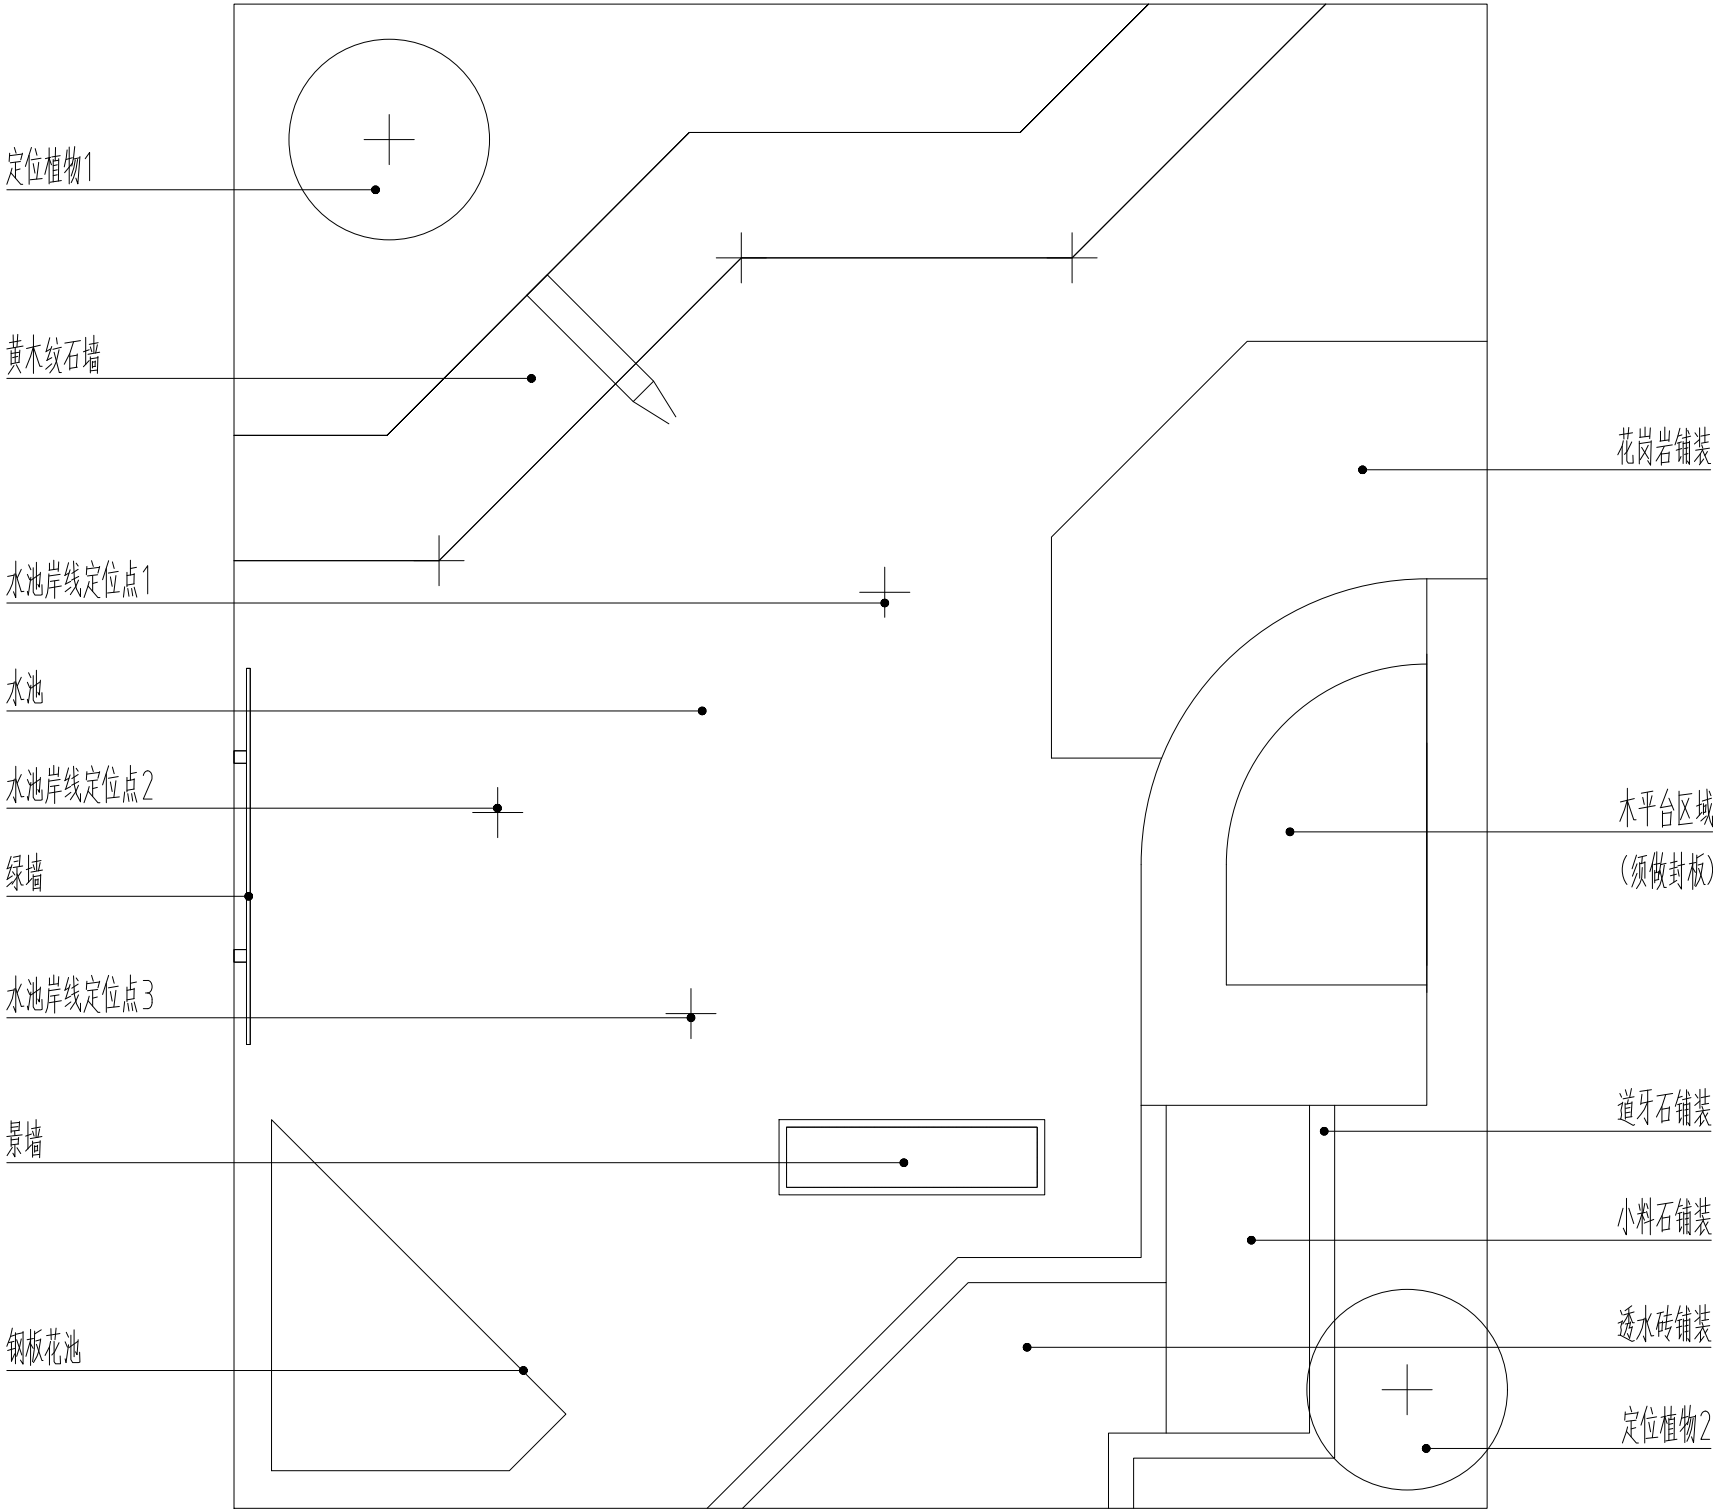 定位植物1
黄木纹石墙
水池岸线定位点1
水池
水池岸线定位点2
绿墙
水池岸线定位点3
景墙
钢板花池
花岗岩铺装
木平台区域
(须做封板)
道牙石铺装
小料石铺装
透水砖铺装
定位植物2